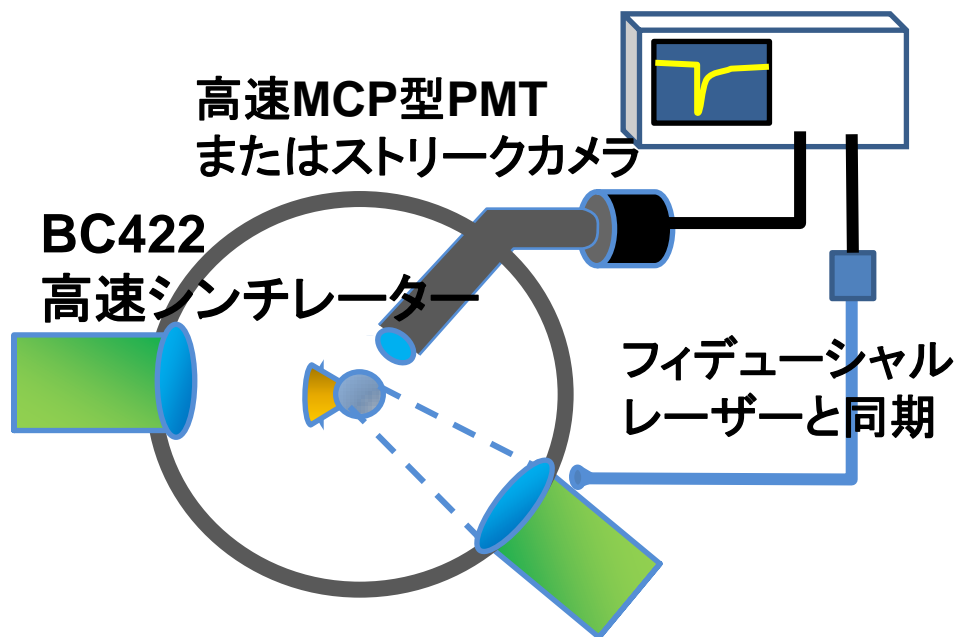 高速MCP型PMT
またはストリークカメラ
BC422
高速シンチレーター
フィデューシャル
レーザーと同期